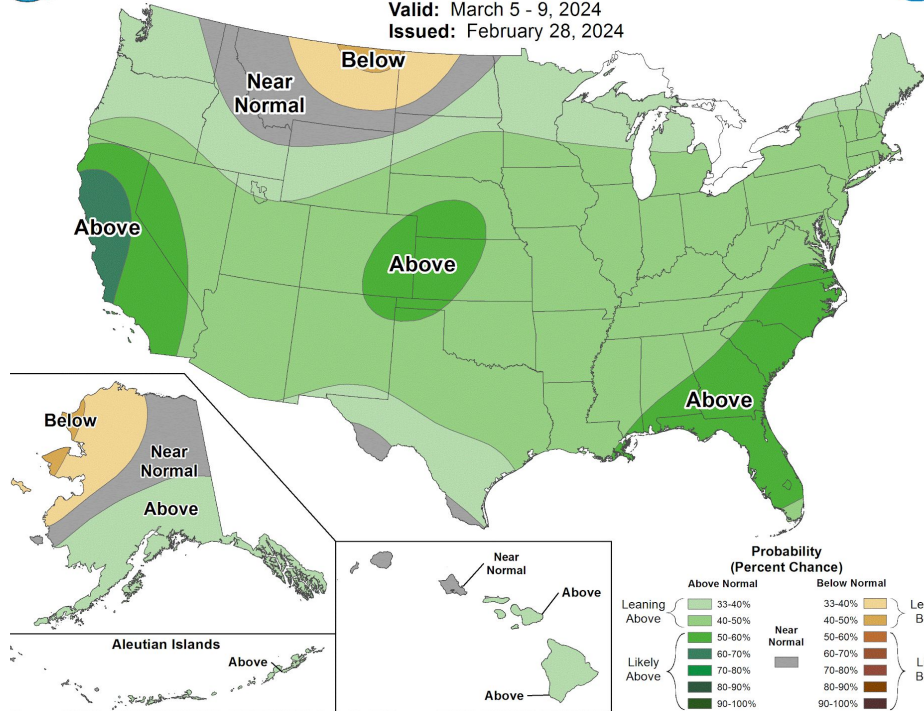 Valid: March 5 - 9, 2024
Issued: February 28, 2024
Below
Near
Normal
Above
Above
Above
Below
Near
Normal
Above
Near
Normal
Above
Above
Aleutian Islands
Above
Probability
(Percent Chance)
Above Normal
Below Normal
Leaning
Above
33-40%
40-50%
Likely
Above
50-60%
60-70%
70-80%
80-90%
90-100%
Near
Normal
33-40%
40-50%
50-60%
60-70%
70-80%
80-90%
90-100%
Le
B
L
B